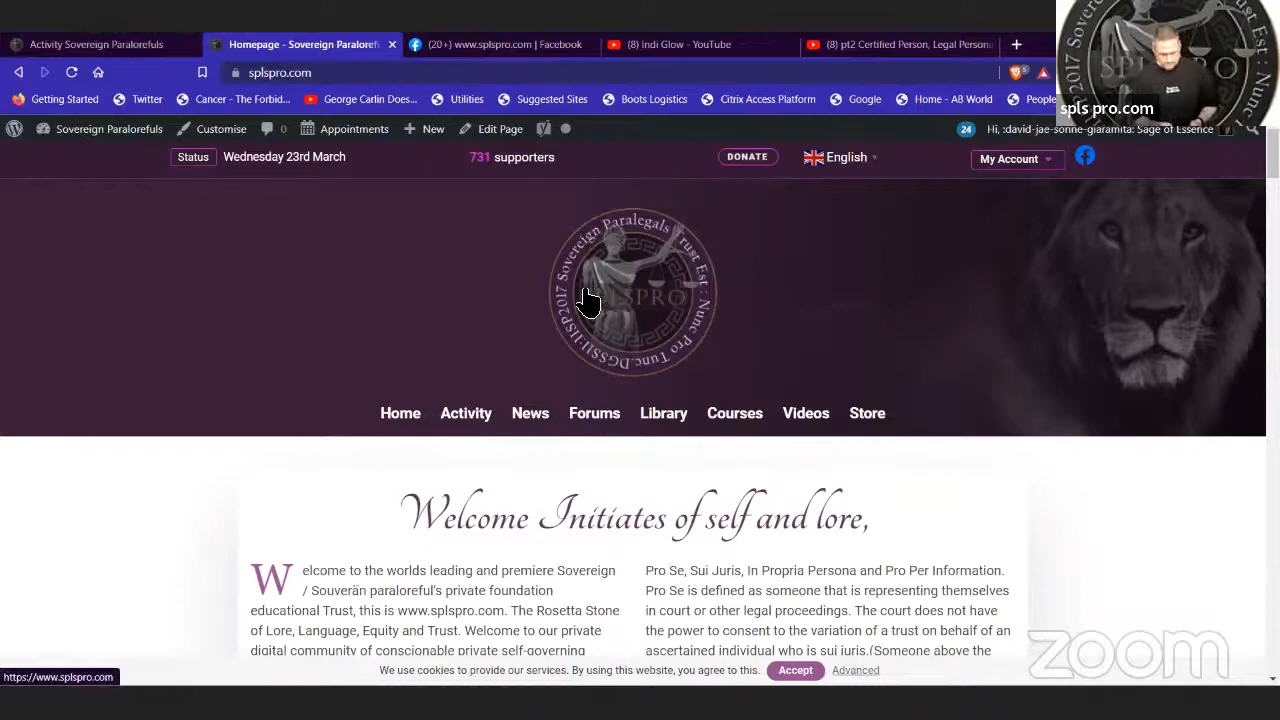 Activity Sovereign Paralorefuls
Homepage - Sovereign Paralorefu
(20+) www.splspro.com | Facebook
(8) Indi Glow - YouTube
(8) pt2 Certified Person, Legal Persona
splspro.com
5
Getting Started
Twitter
Cancer - The Forbid...
George Carlin Does...
Utilities
Suggested Sites
Boots Logistics
Citrix Access Platform
Google
Home - AB World
People
spls pro.com
Sovereign Paralorefuls
Customise
0
Appointments
New
Edit Page
24
Hi, :david-jae-sonne-giaramita: Sage of Essence
Status
Wednesday 23rd March
731 supporters
DONATE
English
My Account
Sovereign Paralegals Trust Est : Nunc Pro Tunc.DGSSII:IISP2017
SPLSPRO
Home
Activity
News
Forums
Library
Courses
Videos
Store
Welcome Initiates of self and lore,
Welcome to the worlds leading and premiere Sovereign
/ Souverän paraloreful's private foundation
educational Trust, this is www.splspro.com. The Rosetta Stone
of Lore, Language, Equity and Trust. Welcome to our private
digital community of conscionable private self-governing
Pro Se, Sui Juris, In Propria Persona and Pro Per Information.
Pro Se is defined as someone that is representing themselves
in court or other legal proceedings. The court does not have
the power to consent to the variation of a trust on behalf of an
ascertained individual who is sui juris.(Someone above the
zoom
We use cookies to provide our services. By using this website, you agree to this.
Accept
Advanced
https://www.splspro.com